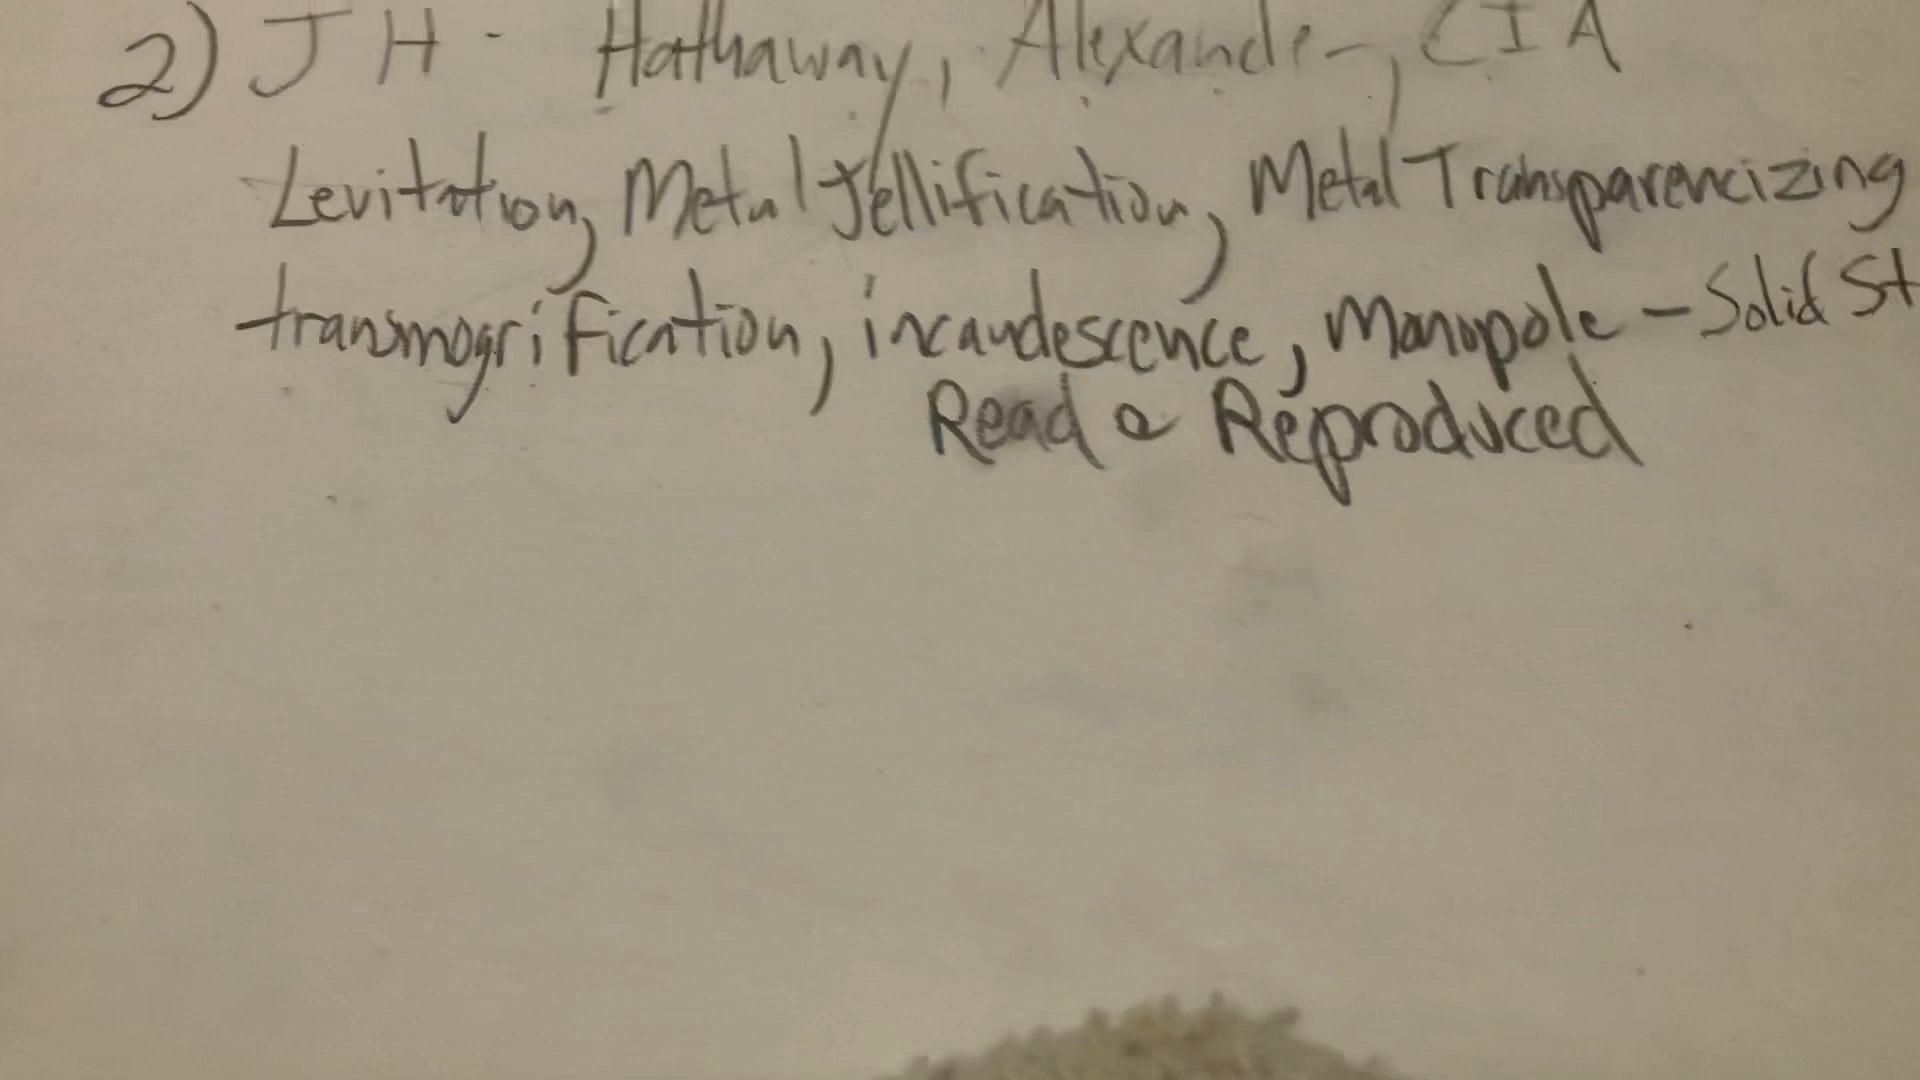 2) J H - Hathaway, Alexander, CIA
Levitation, Metal Jellification, Metal Transparencizing
transmogrification, incandescence, Monopole - Solid St
Read & Reproduced